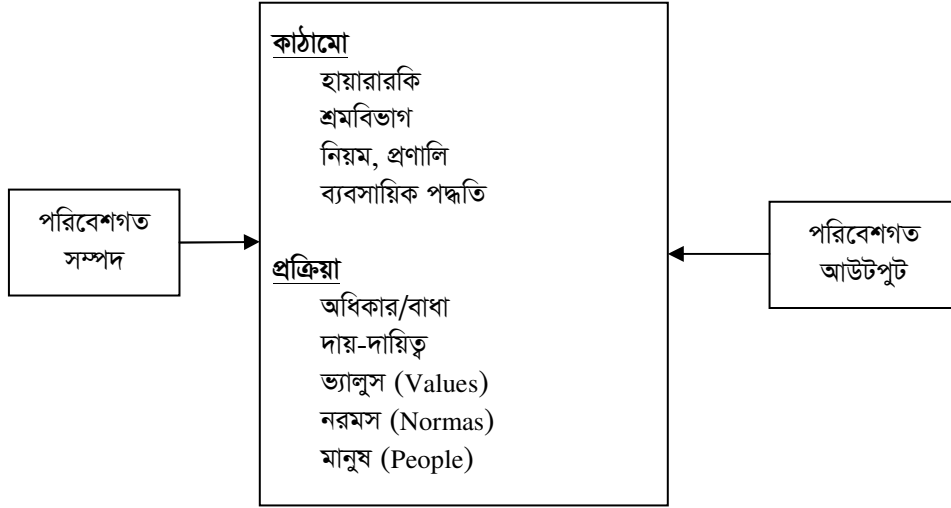 কাঠামো
হায়ারারকি
শ্রমবিভাগ
নিয়ম, প্রণালি
ব্যবসায়িক পদ্ধতি
পরিবেশগত
সম্পদ
প্রক্রিয়া
অধিকার/বাধা
দায়-দায়িত্ব
ভ্যালুস (Values)
নরমস (Normas)
মানুষ (People)
পরিবেশগত
আউটপুট